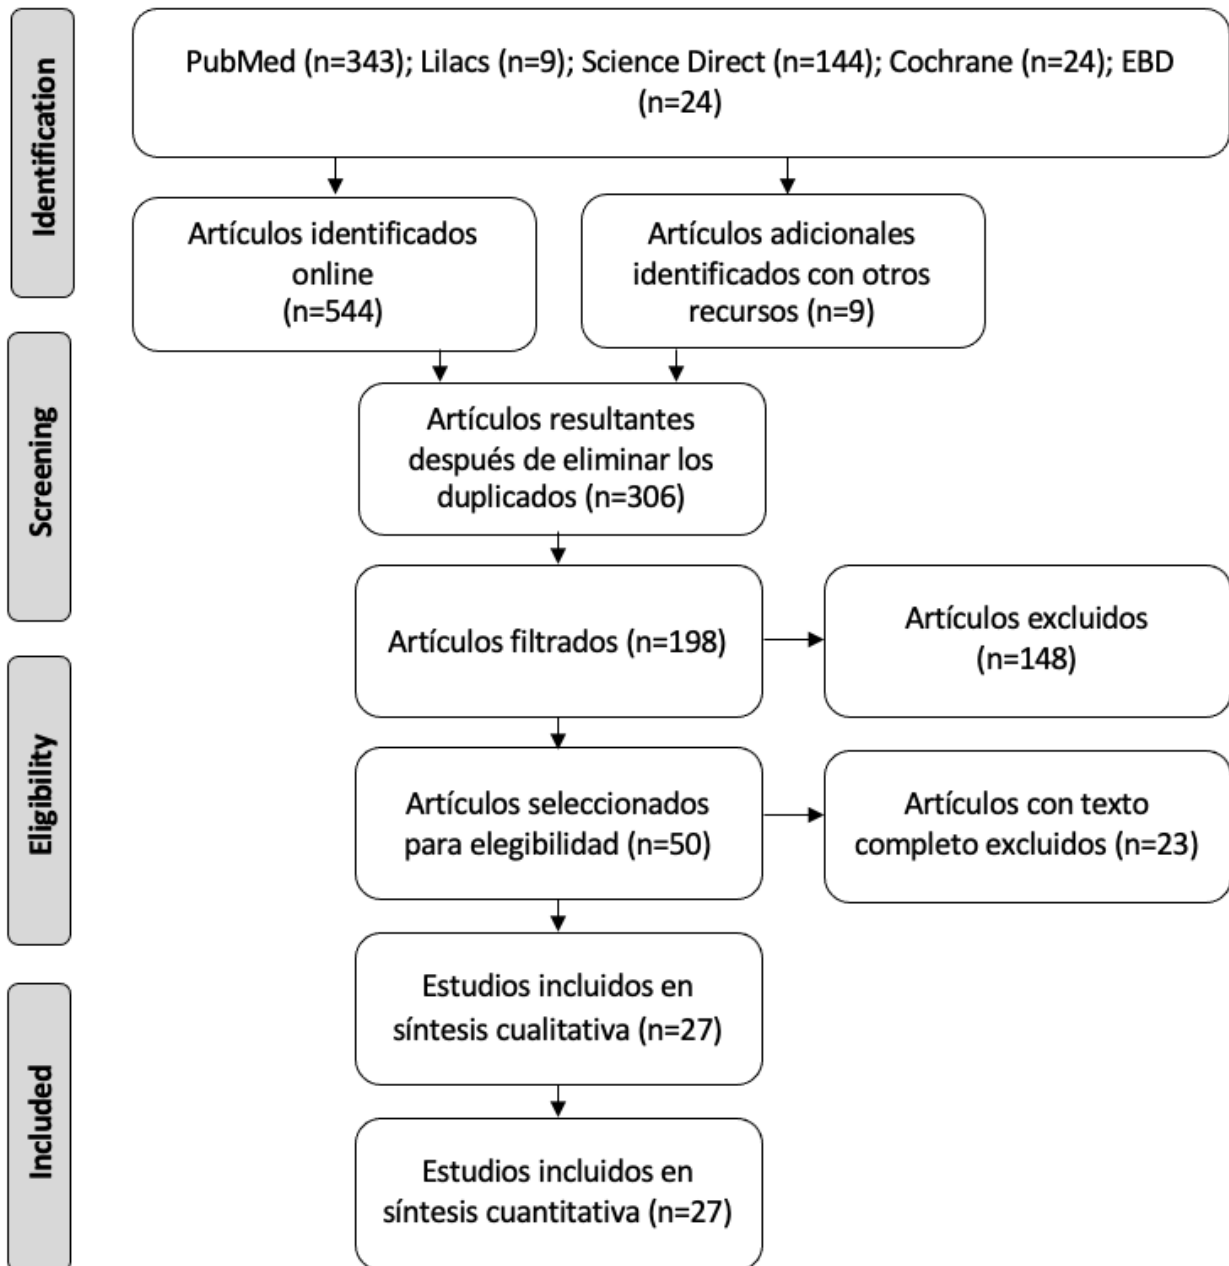 Identification
PubMed (n=343); Lilacs (n=9); Science Direct (n=144); Cochrane (n=24); EBD
(n=24)
Artículos identificados
online
(n=544)
Artículos adicionales
identificados con otros
recursos (n=9)
Screening
Artículos resultantes
después de eliminar los
duplicados (n=306)
Artículos filtrados (n=198)
Artículos excluidos
(n=148)
Eligibility
Artículos seleccionados
para elegibilidad (n=50)
Artículos con texto
completo excluidos (n=23)
Included
Estudios incluidos en
síntesis cualitativa (n=27)
Estudios incluidos en
síntesis cuantitativa (n=27)